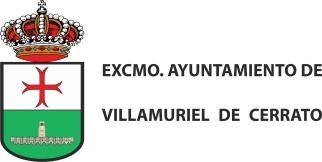 EXCMO. AYUNTAMIENTO DE
VILLAMURIEL DE CERRATO